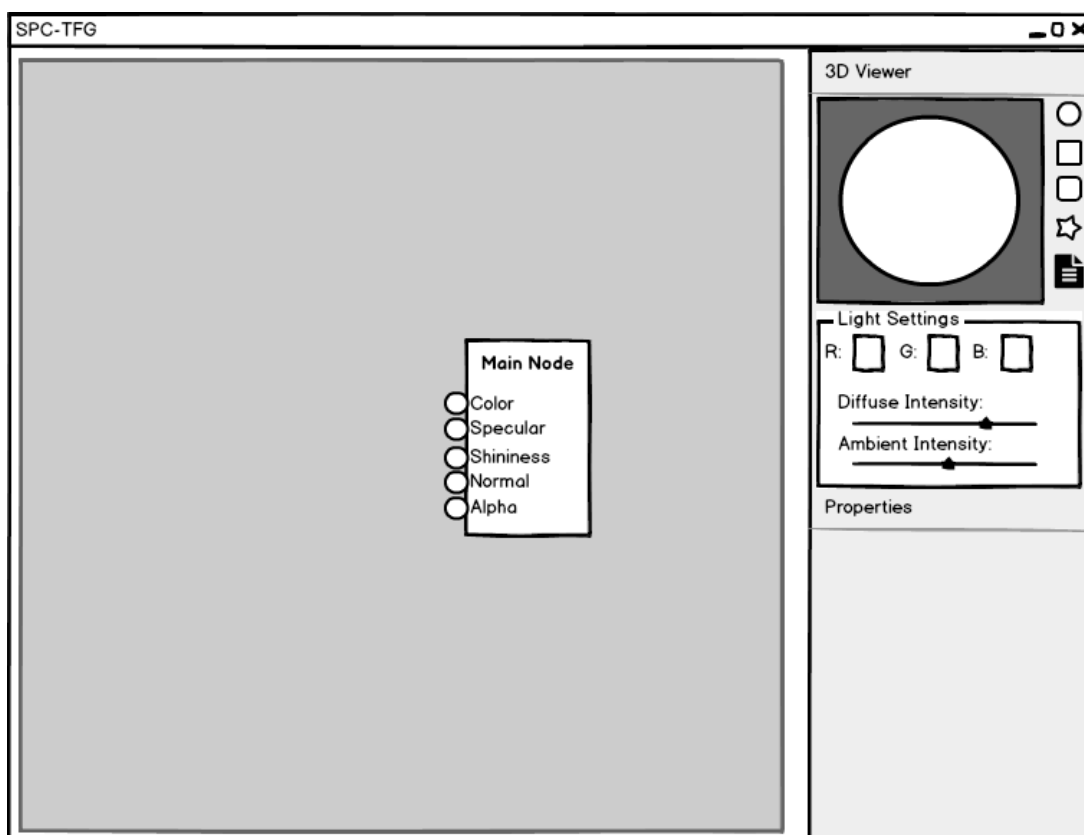 SPC-TFG
3D Viewer
Light Settings
R: G: B:
Diffuse Intensity:
Ambient Intensity:
Properties
Main Node
Color
Specular
Shininess
Normal
Alpha